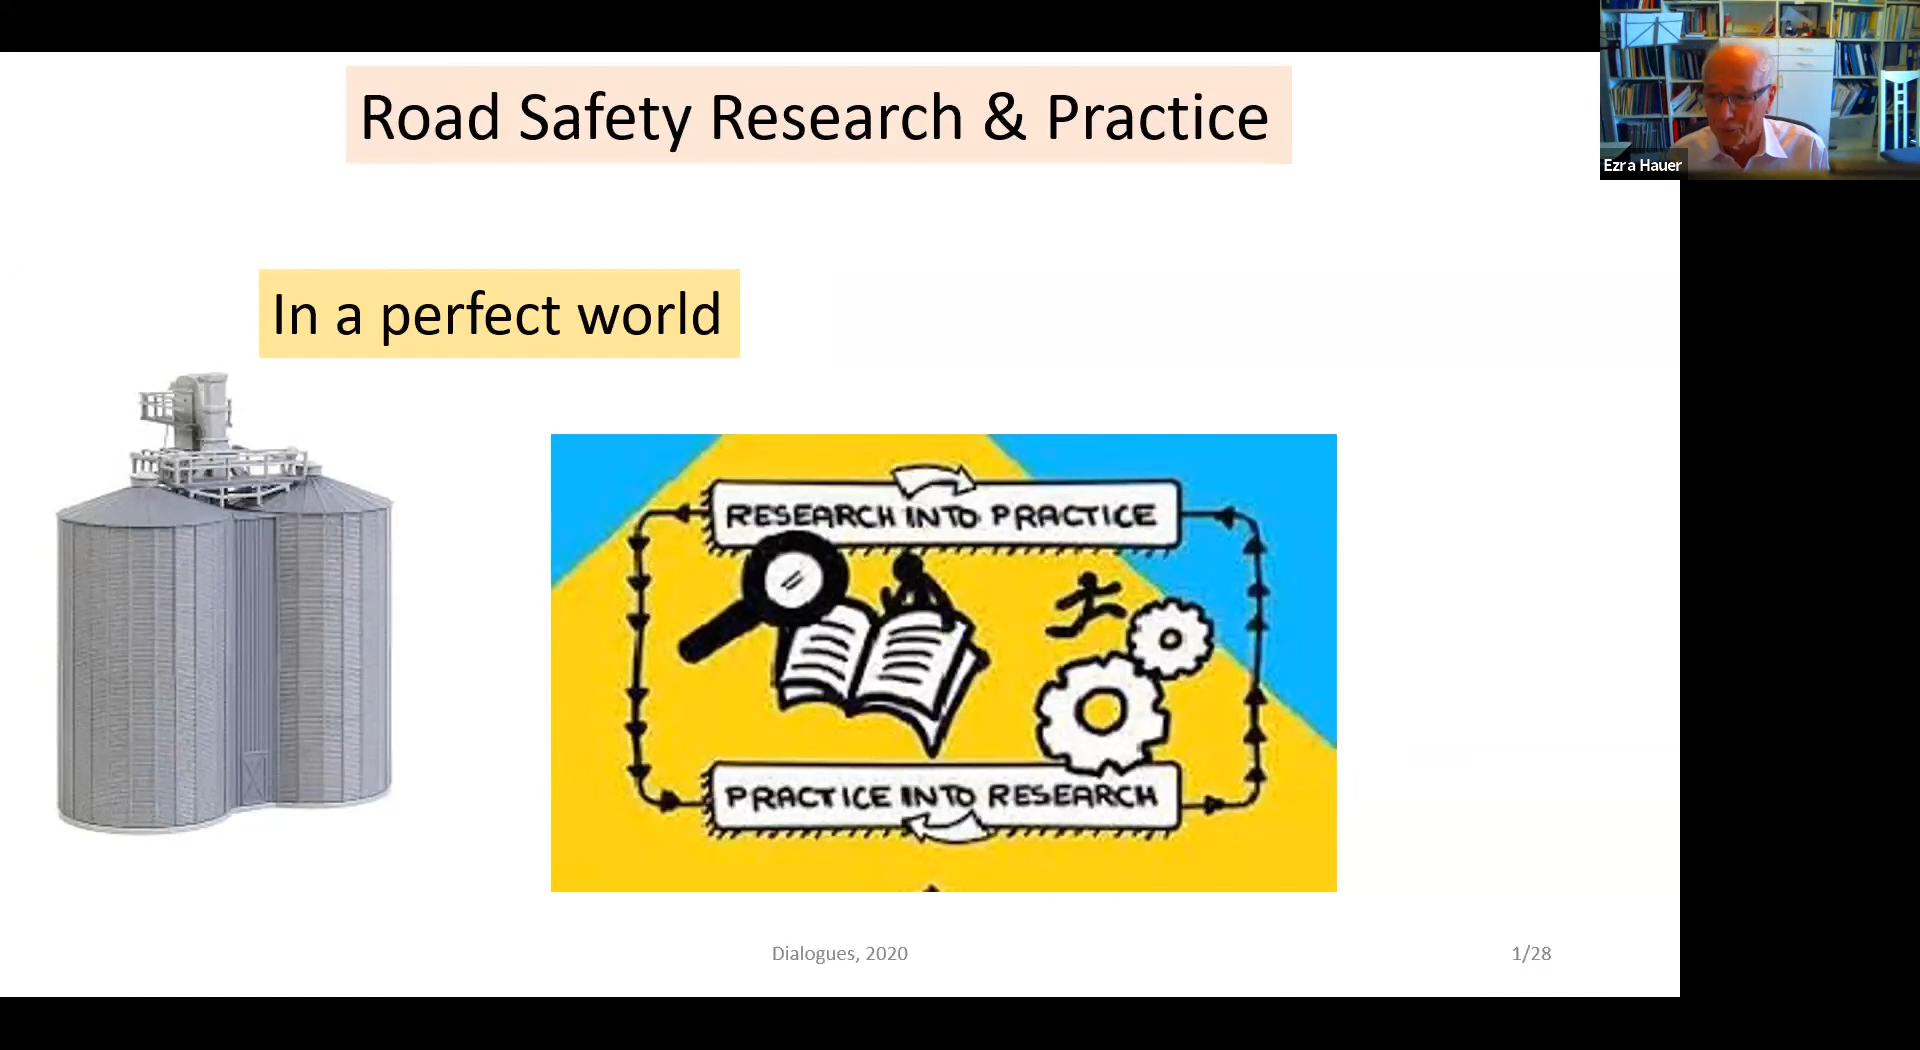 Road Safety Research & Practice
Ezra Hauer
In a perfect world
RESEARCH INTO PRACTICE
PRACTICE INTO RESEARCH
Dialogues, 2020
1/28